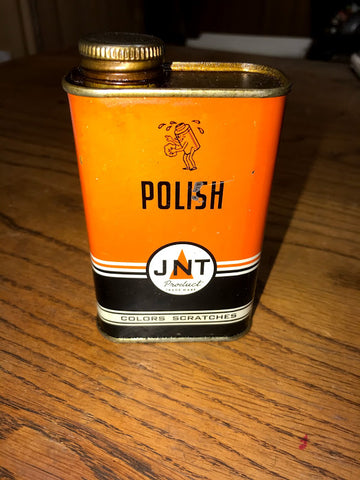 POLISH
JNT
Product
TRADE MARK
COLORS SCRATCHES